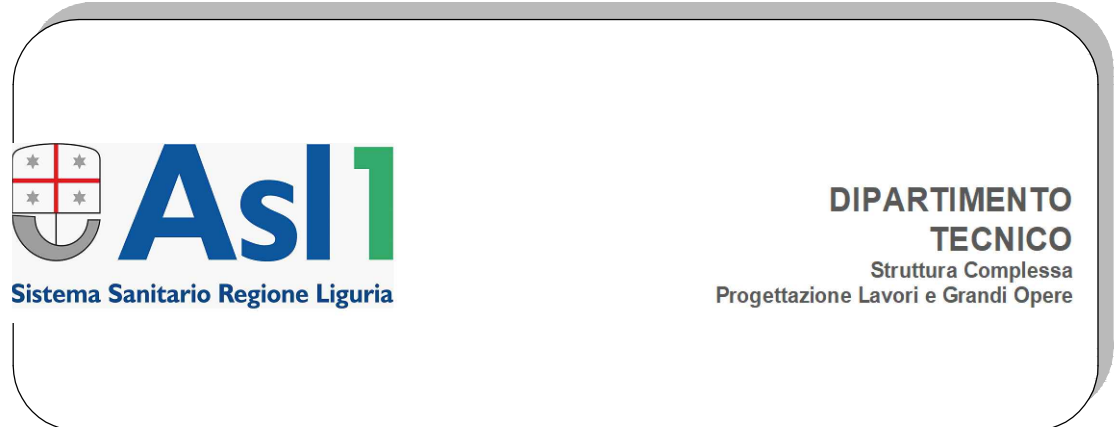 Asl1
Sistema Sanitario Regione Liguria
DIPARTIMENTO
TECNICO
Struttura Complessa
Progettazione Lavori e Grandi Opere